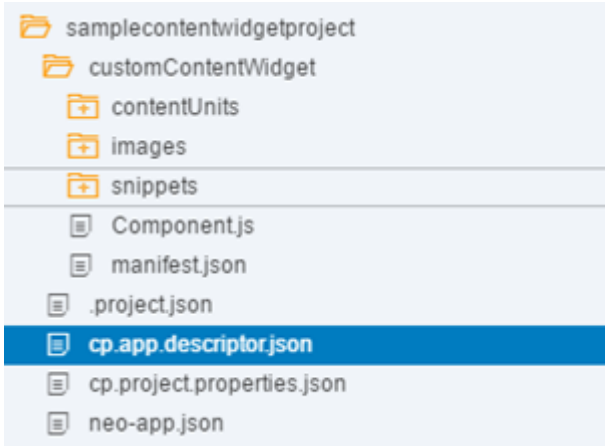 samplecontentwidgetproject
customContentWidget
contentUnits
images
snippets
Component.js
manifest.json
.project.json
cp.app.descriptor.json
cp.project.properties.json
neo-app.json